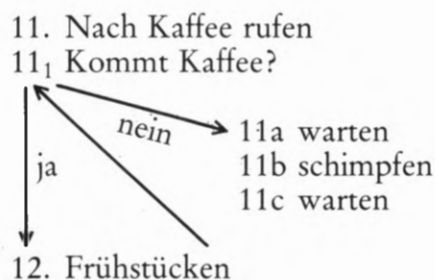 11. Nach Kaffee rufen
11₁ Kommt Kaffee?
nein
11a warten
ja
11b schimpfen
11c warten
12. Frühstücken